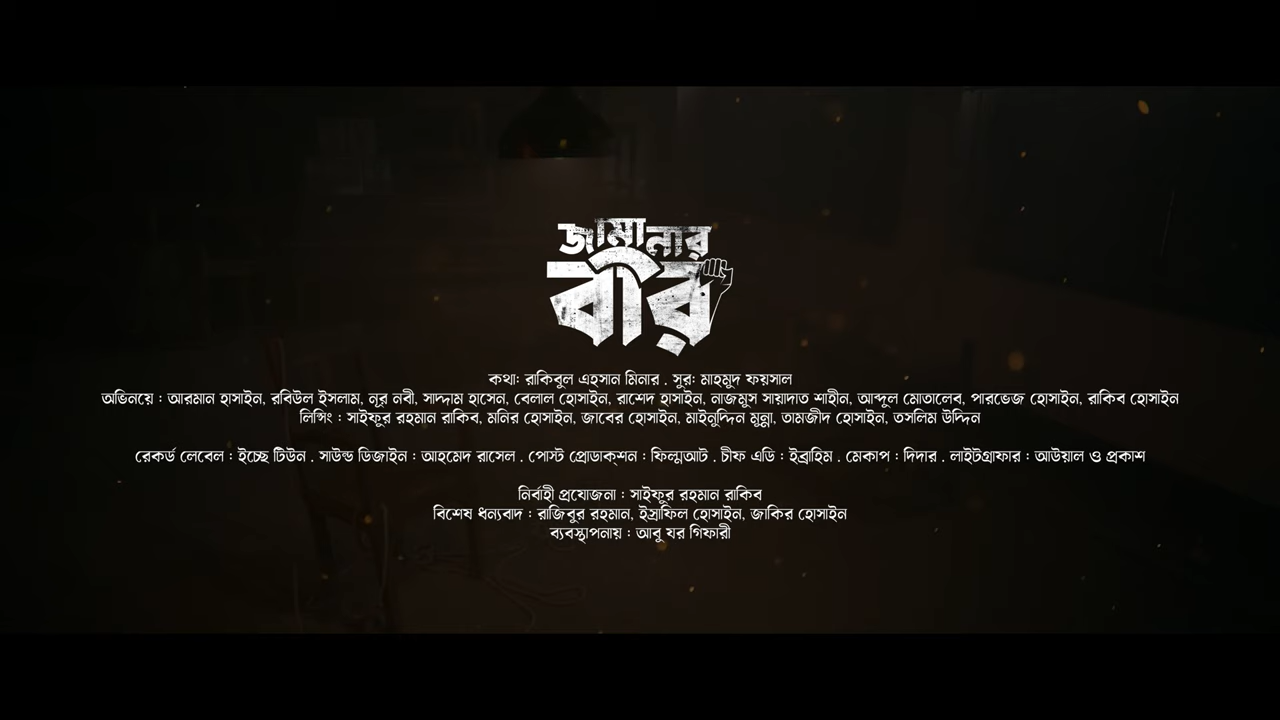 জামানার
বীর
কথা: রাকিবুল এহসান মিনার . সুর: মাহমুদ ফয়সাল
অভিনয়ে : আরমান হাসাইন, রবিউল ইসলাম, নূর নবী, সাদ্দাম হাসেন, বেলাল হোসাইন, রাশেদ হাসাইন, নাজমুস সায়াদাত শাহীন, আব্দুল মোতালেব, পারভেজ হোসাইন, রাকিব হোসাইন
লিপ্সিং : সাইফুর রহমান রাকিব, মনির হোসাইন, জাবের হোসাইন, মাইনুদ্দিন মুন্না, তামজীদ হোসাইন, তসলিম উদ্দিন
রেকর্ড লেবেল : ইচ্ছে টিউন . সাউন্ড ডিজাইন : আহমেদ রাসেল . পোস্ট প্রোডাক্শন : ফিল্মআট . চীফ এডি : ইব্রাহিম . মেকাপ : দিদার . লাইটগ্রাফার : আউয়াল ও প্রকাশ
নির্বাহী প্রযোজনা : সাইফুর রহমান রাকিব
বিশেষ ধন্যবাদ : রাজিবুর রহমান, ইস্রাফিল হোসাইন, জাকির হোসাইন
ব্যবস্থাপনায় : আবু যর গিফারী